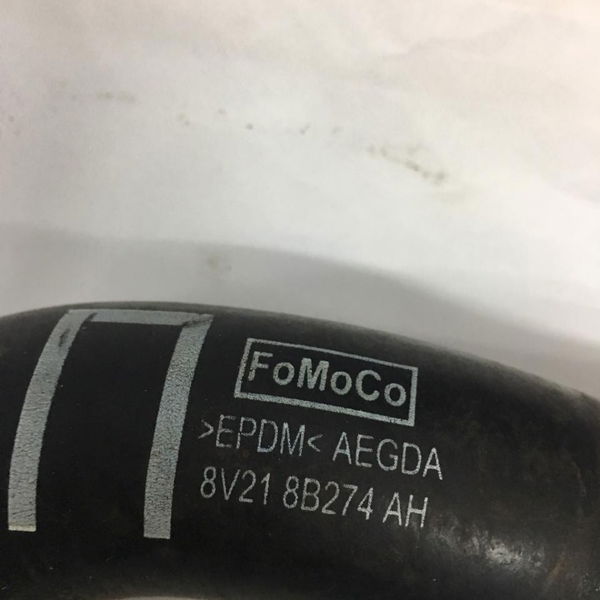 FoMoCo
>EPDM< AEGDA
8V21 8B274 AH